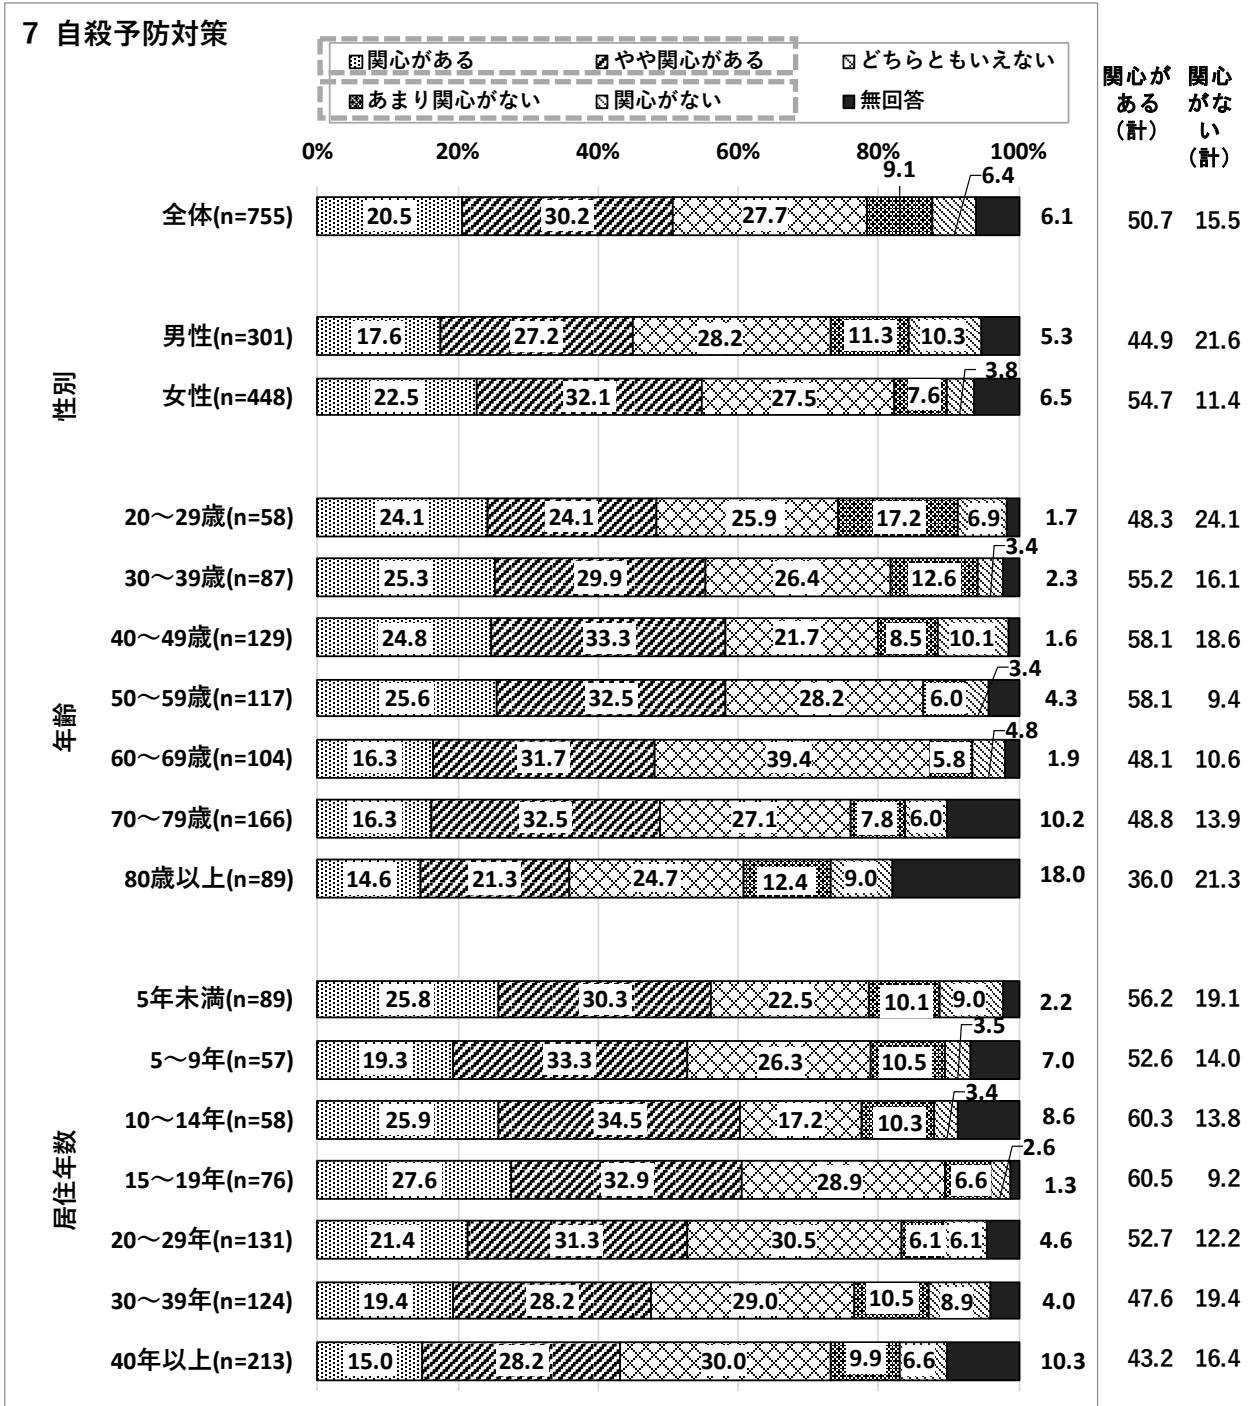 7 自殺予防対策
関心がある やや関心がある どちらともいえない
あまり関心がない 関心がない 無回答
関心がある（計） 関心がない（計）
0% 20% 40% 60% 80% 100%
全体(n=755) 20.5 30.2 27.7 9.1 6.4 6.1 50.7 15.5
性別
男性(n=301) 17.6 27.2 28.2 11.3 10.3 5.3 44.9 21.6
女性(n=448) 22.5 32.1 27.5 7.6 3.8 6.5 54.7 11.4
年齢
20～29歳(n=58) 24.1 24.1 25.9 17.2 6.9 1.7 48.3 24.1
30～39歳(n=87) 25.3 29.9 26.4 12.6 3.4 2.3 55.2 16.1
40～49歳(n=129) 24.8 33.3 21.7 8.5 10.1 1.6 58.1 18.6
50～59歳(n=117) 25.6 32.5 28.2 6.0 3.4 4.3 58.1 9.4
60～69歳(n=104) 16.3 31.7 39.4 5.8 4.8 1.9 48.1 10.6
70～79歳(n=166) 16.3 32.5 27.1 7.8 6.0 10.2 48.8 13.9
80歳以上(n=89) 14.6 21.3 24.7 12.4 9.0 18.0 36.0 21.3
居住年数
5年未満(n=89) 25.8 30.3 22.5 10.1 9.0 2.2 56.2 19.1
5～9年(n=57) 19.3 33.3 26.3 10.5 3.5 7.0 52.6 14.0
10～14年(n=58) 25.9 34.5 17.2 10.3 3.4 8.6 60.3 13.8
15～19年(n=76) 27.6 32.9 28.9 6.6 2.6 1.3 60.5 9.2
20～29年(n=131) 21.4 31.3 30.5 6.1 6.1 4.6 52.7 12.2
30～39年(n=124) 19.4 28.2 29.0 10.5 8.9 4.0 47.6 19.4
40年以上(n=213) 15.0 28.2 30.0 9.9 6.6 10.3 43.2 16.4